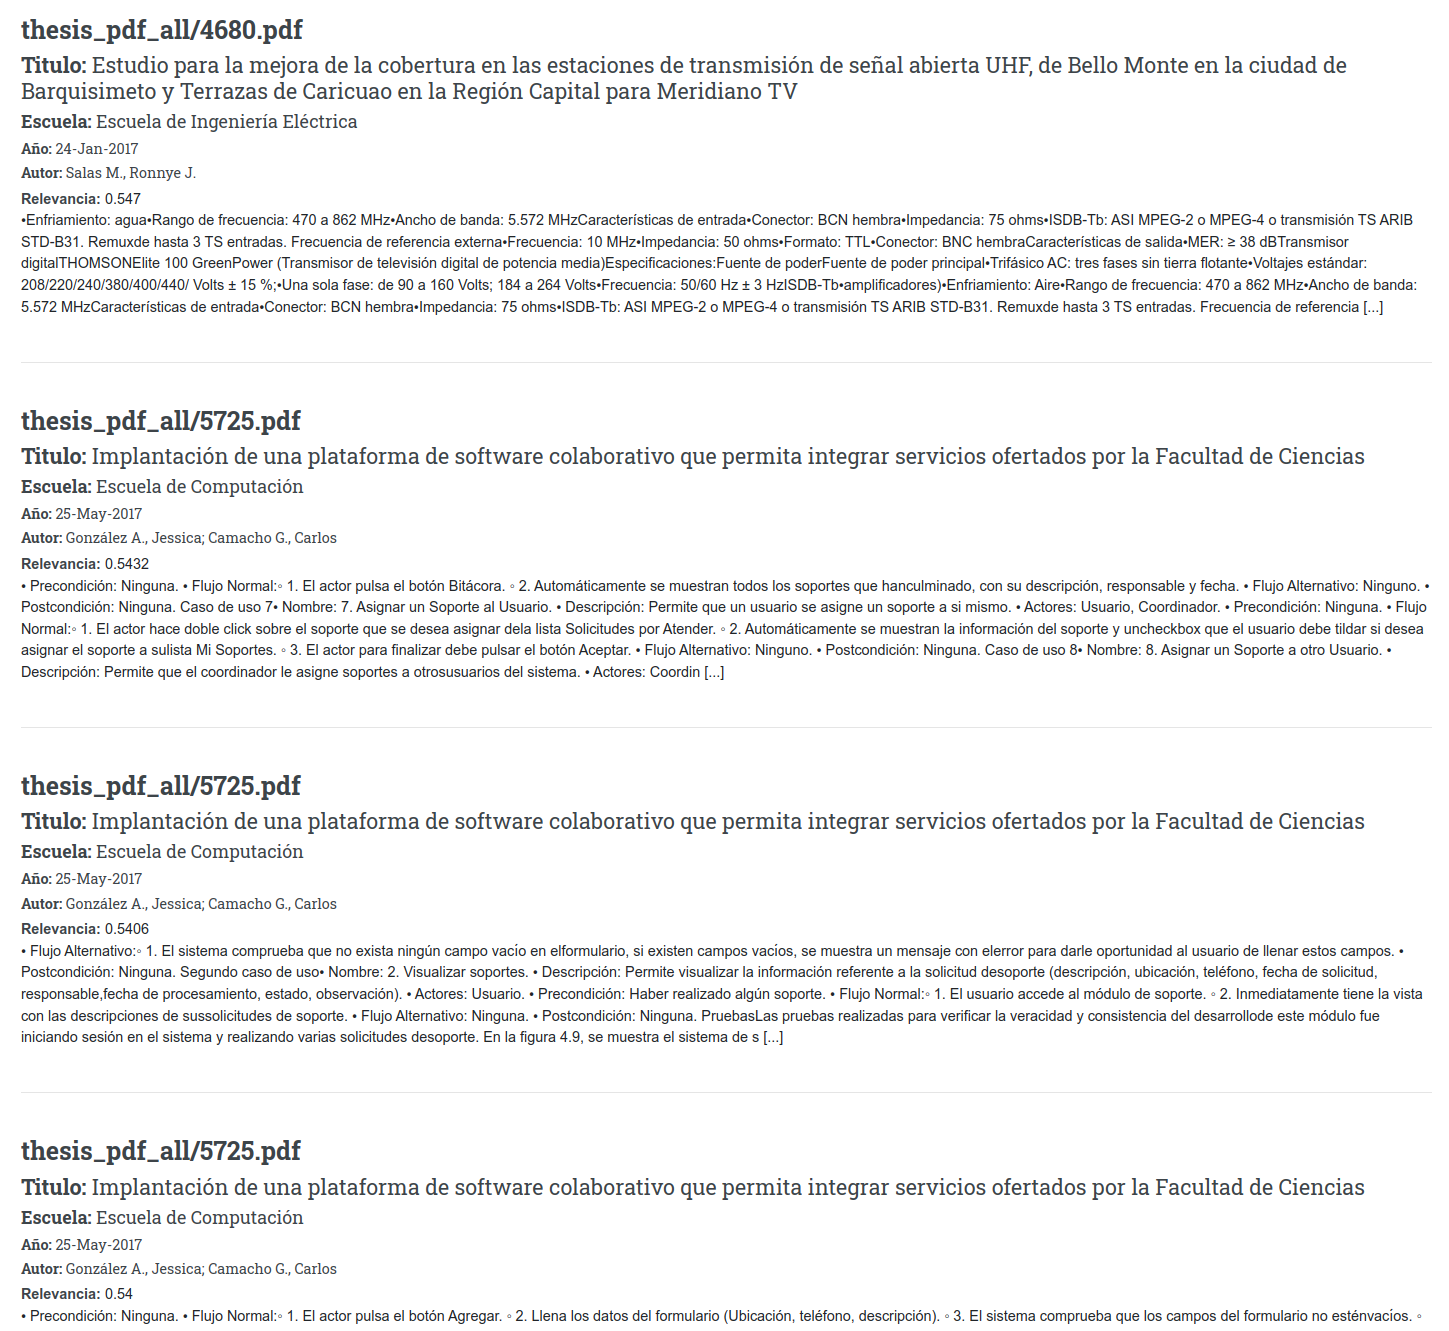 thesis_pdf_all/4680.pdf
Titulo: Estudio para la mejora de la cobertura en las estaciones de transmisión de señal abierta UHF, de Bello Monte en la ciudad de
Barquisimeto y Terrazas de Caricuao en la Región Capital para Meridiano TV
Escuela: Escuela de Ingeniería Eléctrica
Año: 24-Jan-2017
Autor: Salas M., Ronnye J.
Relevancia: 0.547
•Enfriamiento: agua•Rango de frecuencia: 470 a 862 MHz•Ancho de banda: 5.572 MHzCaracterísticas de entrada•Conector: BCN hembra•Impedancia: 75 ohms•ISDB-Tb: ASI MPEG-2 o MPEG-4 o transmisión TS ARIB
STD-B31. Remuxde hasta 3 TS entradas. Frecuencia de referencia externa•Frecuencia: 10 MHz•Impedancia: 50 ohms•Formato: TTL•Conector: BNC hembraCaracterísticas de salida•MER: ≥ 38 dBTransmisor
digitalTHOMSONElite 100 GreenPower (Transmisor de televisión digital de potencia media)Especificaciones:Fuente de poderFuente de poder principal•Trifásico AC: tres fases sin tierra flotante•Voltajes estándar:
208/220/240/380/400/440/ Volts ± 15 %;•Una sola fase: de 90 a 160 Volts; 184 a 264 Volts•Frecuencia: 50/60 Hz ± 3 HzISDB-Tb•amplificadores)•Enfriamiento: Aire•Rango de frecuencia: 470 a 862 MHz•Ancho de banda:
5.572 MHzCaracterísticas de entrada•Conector: BCN hembra•Impedancia: 75 ohms•ISDB-Tb: ASI MPEG-2 o MPEG-4 o transmisión TS ARIB STD-B31. Remuxde hasta 3 TS entradas. Frecuencia de referencia [...]
thesis_pdf_all/5725.pdf
Titulo: Implantación de una plataforma de software colaborativo que permita integrar servicios ofertados por la Facultad de Ciencias
Escuela: Escuela de Computación
Año: 25-May-2017
Autor: González A., Jessica; Camacho G., Carlos
Relevancia: 0.5432
• Precondición: Ninguna. • Flujo Normal:◦ 1. El actor pulsa el botón Bitácora. ◦ 2. Automáticamente se muestran todos los soportes que hanculminado, con su descripción, responsable y fecha. • Flujo Alternativo: Ninguno. •
Postcondición: Ninguna. Caso de uso 7• Nombre: 7. Asignar un Soporte al Usuario. • Descripción: Permite que un usuario se asigne un soporte a si mismo. • Actores: Usuario, Coordinador. • Precondición: Ninguna. • Flujo
Normal:◦ 1. El actor hace doble click sobre el soporte que se desea asignar dela lista Solicitudes por Atender. ◦ 2. Automáticamente se muestran la información del soporte y uncheckbox que el usuario debe tildar si desea
asignar el soporte a sulista Mi Soportes. ◦ 3. El actor para finalizar debe pulsar el botón Aceptar. • Flujo Alternativo: Ninguno. • Postcondición: Ninguna. Caso de uso 8• Nombre: 8. Asignar un Soporte a otro Usuario. •
Descripción: Permite que el coordinador le asigne soportes a otrosusuarios del sistema. • Actores: Coordin [...]
thesis_pdf_all/5725.pdf
Titulo: Implantación de una plataforma de software colaborativo que permita integrar servicios ofertados por la Facultad de Ciencias
Escuela: Escuela de Computación
Año: 25-May-2017
Autor: González A., Jessica; Camacho G., Carlos
Relevancia: 0.5406
• Flujo Alternativo:◦ 1. El sistema comprueba que no exista ningún campo vacío en elformulario, si existen campos vacíos, se muestra un mensaje con elerror para darle oportunidad al usuario de llenar estos campos. •
Postcondición: Ninguna. Segundo caso de uso• Nombre: 2. Visualizar soportes. • Descripción: Permite visualizar la información referente a la solicitud desoporte (descripción, ubicación, teléfono, fecha de solicitud,
responsable,fecha de procesamiento, estado, observación). • Actores: Usuario. • Precondición: Haber realizado algún soporte. • Flujo Normal:◦ 1. El usuario accede al módulo de soporte. ◦ 2. Inmediatamente tiene la vista
con las descripciones de sussolicitudes de soporte. • Flujo Alternativo: Ninguna. • Postcondición: Ninguna. PruebasLas pruebas realizadas para verificar la veracidad y consistencia del desarrollode este módulo fue
iniciando sesión en el sistema y realizando varias solicitudes desoporte. En la figura 4.9, se muestra el sistema de s [...]
thesis_pdf_all/5725.pdf
Titulo: Implantación de una plataforma de software colaborativo que permita integrar servicios ofertados por la Facultad de Ciencias
Escuela: Escuela de Computación
Año: 25-May-2017
Autor: González A., Jessica; Camacho G., Carlos
Relevancia: 0.54
• Precondición: Ninguna. • Flujo Normal:◦ 1. El actor pulsa el botón Agregar. ◦ 2. Llena los datos del formulario (Ubicación, teléfono, descripción). ◦ 3. El sistema comprueba que los campos del formulario no esténvacíos. ◦